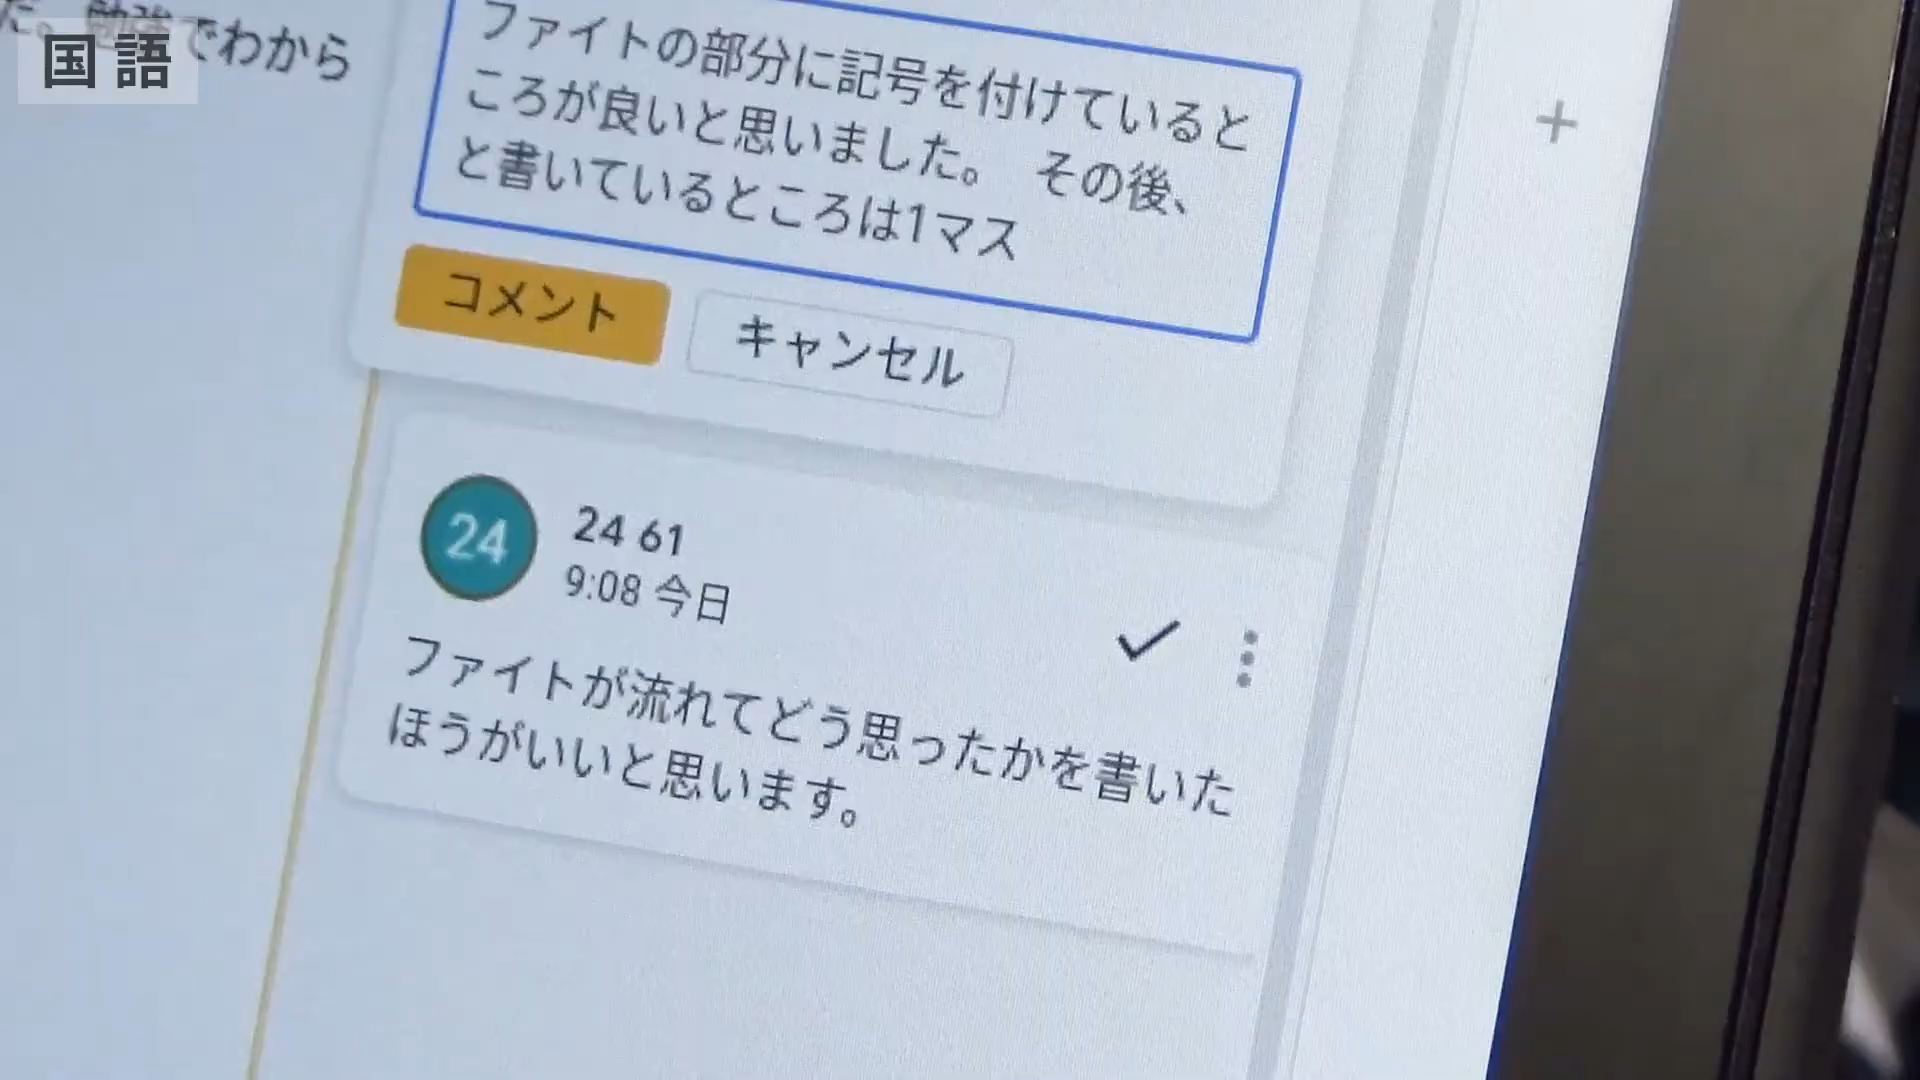 国語
でわから
ファイトの部分に記号を付けていると
ころが良いと思いました。 その後、
と書いているところは1マス
コメント
キャンセル
24
24 61
9:08 今日
ファイトが流れてどう思ったかを書いた
ほうがいいと思います。